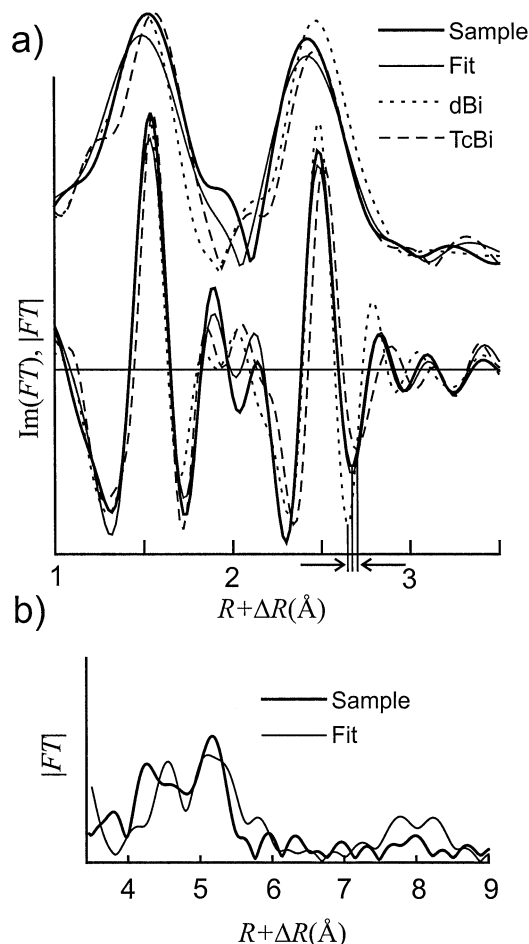 a)
Sample
Fit
dBi
TcBi
Im(FT), |FT|
1 2 3
R+ΔR(Å)
b)
Sample
Fit
|FT|
4 5 6 7 8 9
R+ΔR(Å)